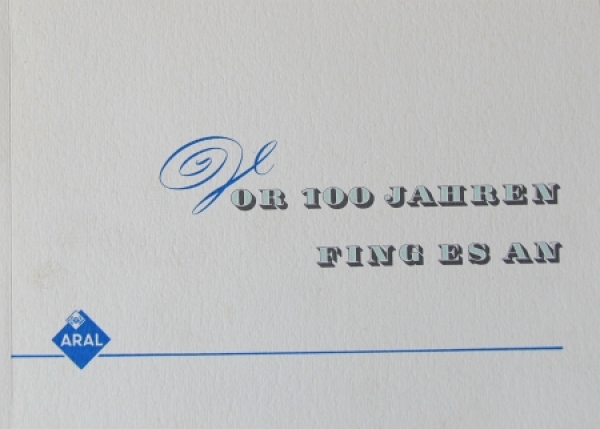 VOR 100 JAHREN
FING ES AN
ARAL